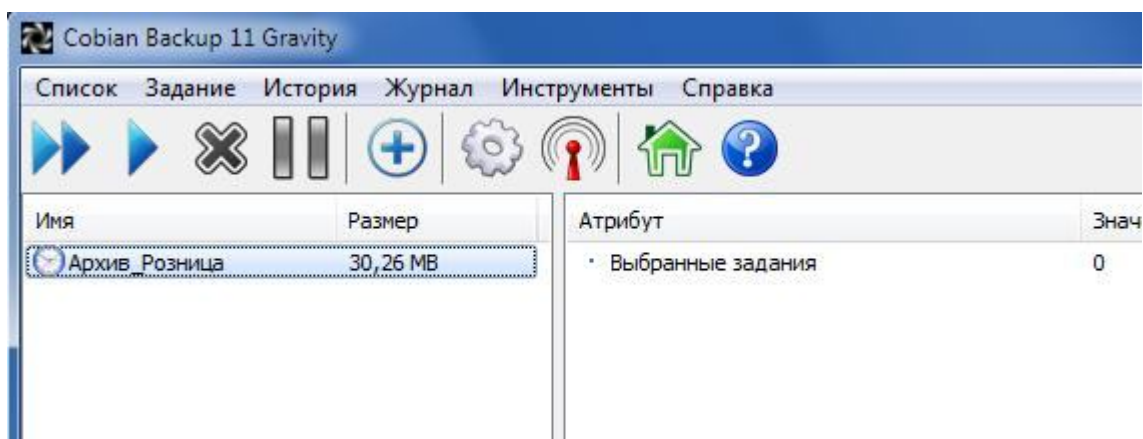 Cobian Backup 11 Gravity
Список Задание История Журнал Инструменты Справка
Имя Размер Атрибут Знач
Архив_Розница 30,26 MB Выбранные задания 0